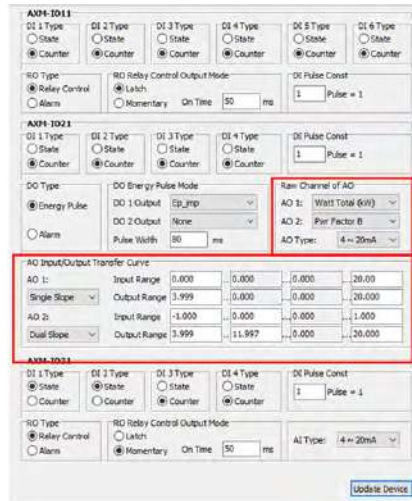 AXM-IO11
DI 1 Type DI 2 Type DI 3 Type DI 4 Type DI 5 Type DI 6 Type
State State State State State State
Counter Counter Counter Counter Counter Counter
RO Type RO Relay Control Output Mode DI Pulse Const
Relay Control Latch 1 Pulse = 1
Alarm Momentary On Time 50 ms
AXM-IO21
DI 1 Type DI 2 Type DI 3 Type DI 4 Type DI Pulse Const
State State State State 1 Pulse = 1
Counter Counter Counter Counter
DO Type DO Energy Pulse Mode Raw Channel of AO
Energy Pulse DO 1 Output Ep_imp AO 1: Watt Total (kW)
DO 2 Output None AO 2: Pwr Factor B
Alarm Pulse Width 80 ms AO Type: 4 ~ 20mA
AO Input/Output Transfer Curve
AO 1: Input Range 0.000 .. 0.000 .. 0.000 .. 20.00
Single Slope Output Range 3.999 .. 0.000 .. 0.000 .. 20.000
AO 2: Input Range -1.000 .. 0.000 .. 0.000 .. 1.000
Dual Slope Output Range 3.999 .. 11.997 .. 0.000 .. 20.000
AXM-IO31
DI 1 Type DI 2 Type DI 3 Type DI 4 Type DI Pulse Const
State State State State 1 Pulse = 1
Counter Counter Counter Counter
RO Type RO Relay Control Output Mode
Relay Control Latch AI Type: 4 ~ 20mA
Alarm Momentary On Time 50 ms
Update Device